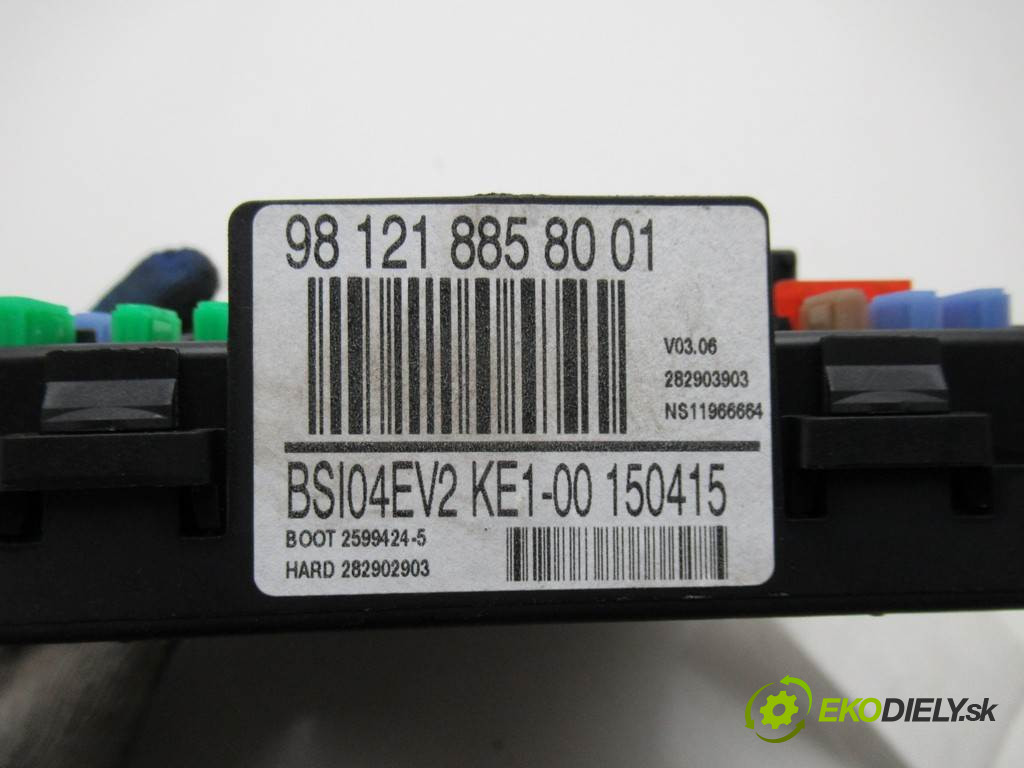 98 121 885 80 01
V03.06
282903903
NS11966664
BSI04EV2 KE1-00 150415
BOOT 2599424-5
HARD 282902903
EKODIELY.sk